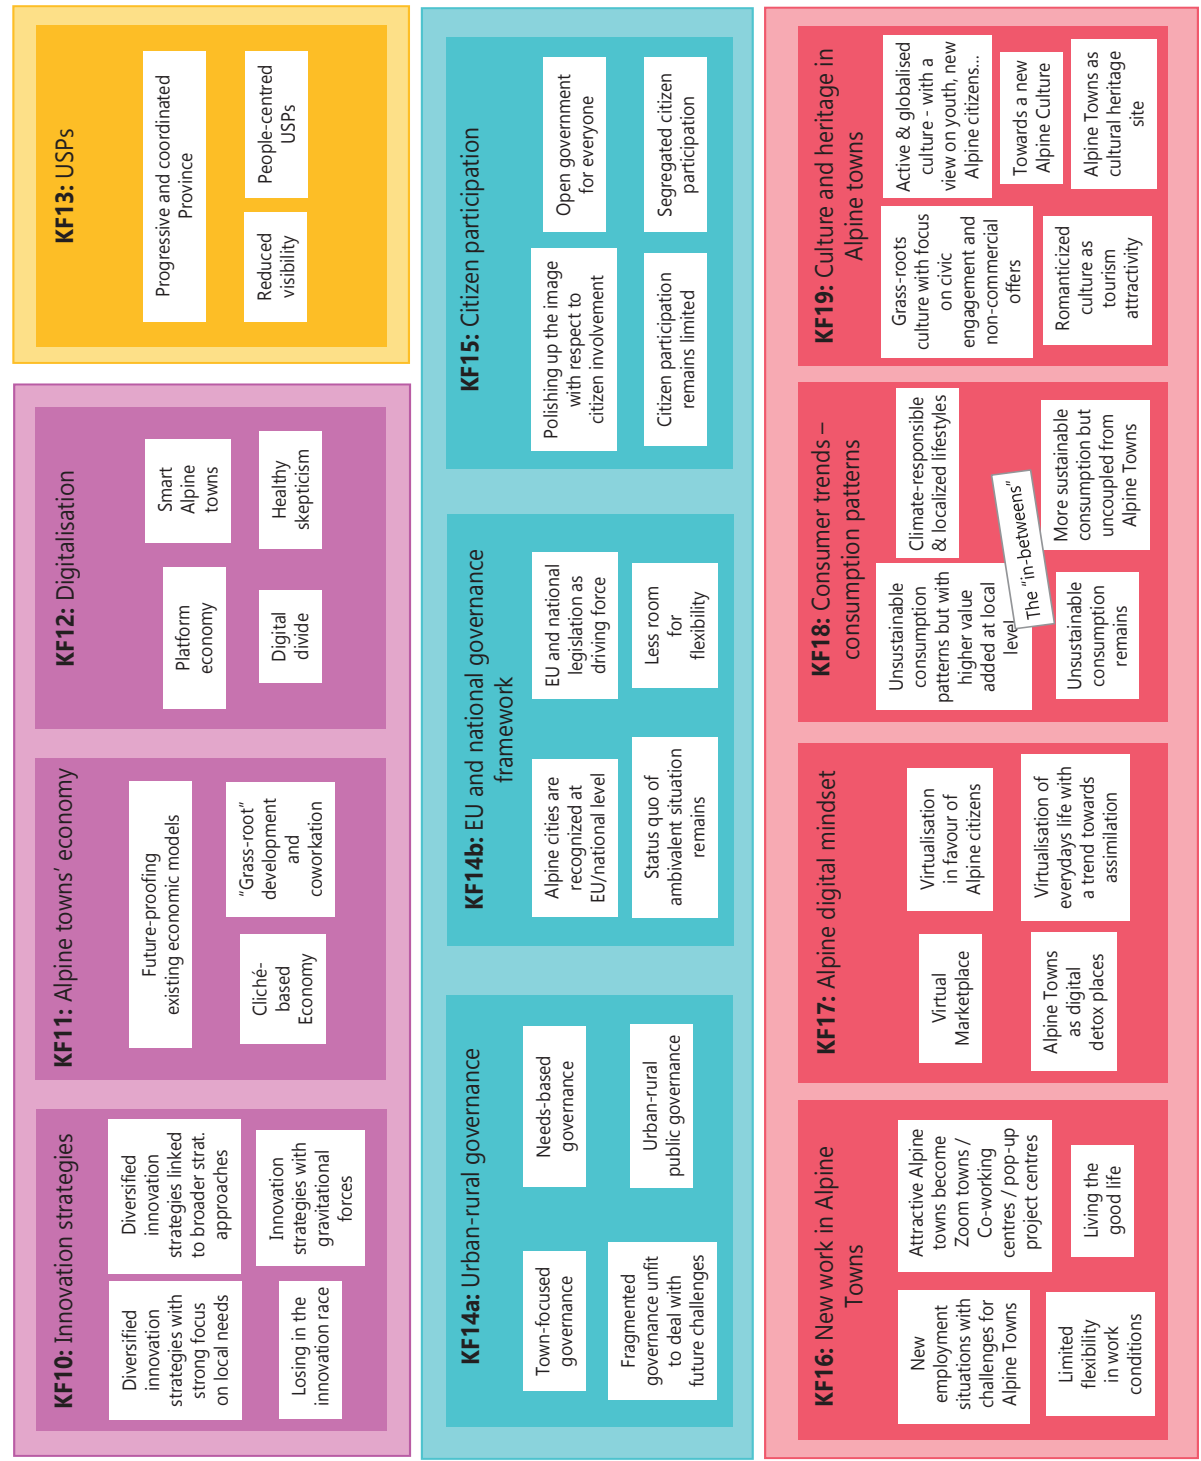 KF10: Innovation strategies
Diversified
innovation
strategies with
strong focus
on local needs
Diversified
innovation
strategies linked
to broader strat.
approaches
Losing in the
innovation race
Innovation
strategies with
gravitational
forces
KF11: Alpine towns’ economy
Future-proofing
existing economic models
Cliché-
based
Economy
“Grass-root”
development
and
coworkation
KF12: Digitalisation
Platform
economy
Smart
Alpine
towns
Digital
divide
Healthy
skepticism
KF13: USPs
Progressive and coordinated
Province
Reduced
visibility
People-centred
USPs
KF14a: Urban-rural governance
Town-focused
governance
Needs-based
governance
Fragmented
governance unfit
to deal with
future challenges
Urban-rural
public governance
KF14b: EU and national governance
framework
Alpine cities are
recognized at
EU/national level
EU and national
legislation as
driving force
Status quo of
ambivalent situation
remains
Less room
for
flexibility
KF15: Citizen participation
Polishing up the image
with respect to
citizen involvement
Open government
for everyone
Citizen participation
remains limited
Segregated citizen
participation
KF16: New work in Alpine
Towns
New
employment
situations with
challenges for
Alpine Towns
Attractive Alpine
towns become
Zoom towns /
Co-working
centres / pop-up
project centres
Limited
flexibility
in work
conditions
Living the
good life
KF17: Alpine digital mindset
Virtual
Marketplace
Virtualisation
in favour of
Alpine citizens
Alpine Towns
as digital
detox places
Virtualisation of
everydays life with
a trend towards
assimilation
KF18: Consumer trends –
consumption patterns
Unsustainable
consumption
patterns but with
higher value
added at local
level
Climate-responsible
& localized lifestyles
The “in-betweens”
Unsustainable
consumption
remains
More sustainable
consumption but
uncoupled from
Alpine Towns
KF19: Culture and heritage in
Alpine towns
Grass-roots
culture with focus
on civic
engagement and
non-commercial
offers
Active & globalised
culture - with a
view on youth, new
Alpine citizens...
Towards a new
Alpine Culture
Romanticized
culture as
tourism
attractivity
Alpine Towns as
cultural heritage
site